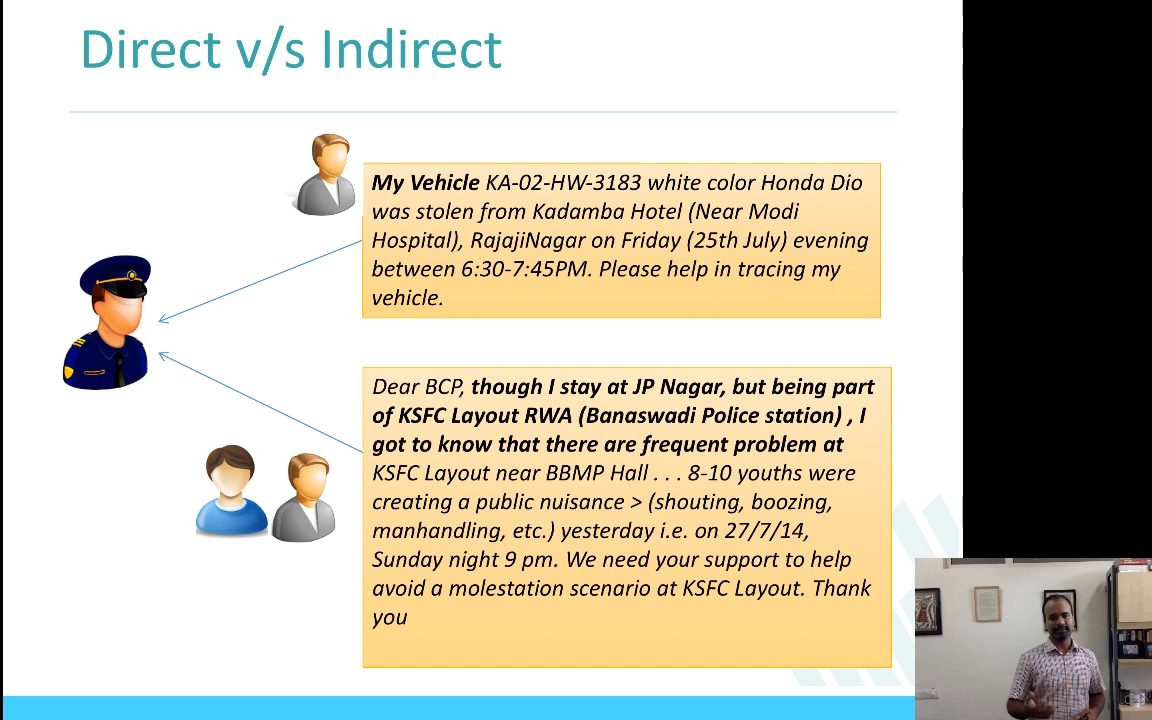 Direct v/s Indirect
My Vehicle KA-02-HW-3183 white color Honda Dio
was stolen from Kadamba Hotel (Near Modi
Hospital), RajajiNagar on Friday (25th July) evening
between 6:30-7:45PM. Please help in tracing my
vehicle.
Dear BCP, though I stay at JP Nagar, but being part
of KSFC Layout RWA (Banaswadi Police station) , I
got to know that there are frequent problem at
KSFC Layout near BBMP Hall . . . 8-10 youths were
creating a public nuisance > (shouting, boozing,
manhandling, etc.) yesterday i.e. on 27/7/14,
Sunday night 9 pm. We need your support to help
avoid a molestation scenario at KSFC Layout. Thank
you